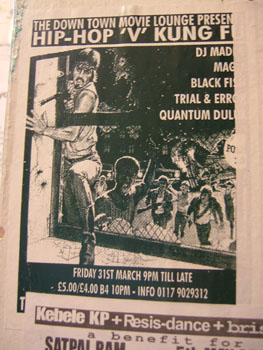 THE DOWN TOWN MOVIE LOUNGE PRESEN
HIP-HOP 'V' KUNG F
DJ MAD
MAG
BLACK FIS
TRIAL & ERRO
QUANTUM DUL
PO
FRIDAY 31ST MARCH 9PM TILL LATE
£5.00/£4.00 B4 10PM - INFO 0117 9029312
T
Kebele KP + Resis-dance + bris
a benefit for
SATPAL RAM